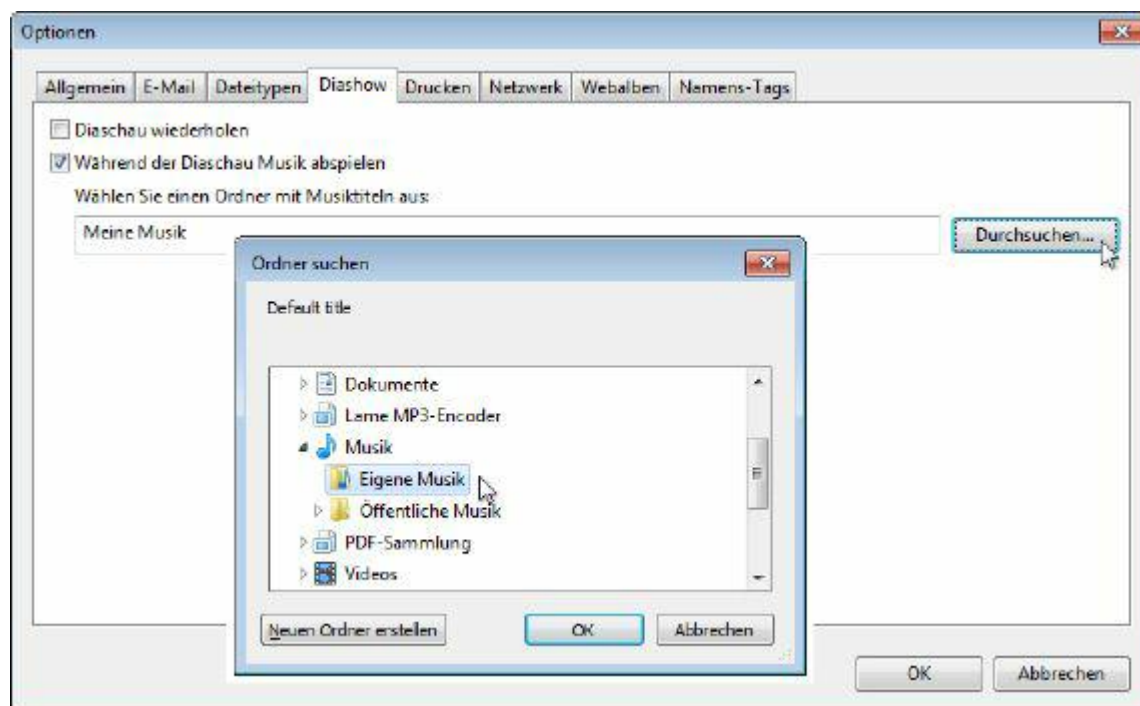 Optionen
Allgemein E-Mail Dateitypen Diashow Drucken Netzwerk Webalben Namens-Tags
Diaschau wiederholen
Während der Diaschau Musik abspielen
Wählen Sie einen Ordner mit Musiktiteln aus:
Meine Musik
Durchsuchen...
Ordner suchen
Default title
Dokumente
Lame MP3-Encoder
Musik
Eigene Musik
Öffentliche Musik
PDF-Sammlung
Videos
Neuen Ordner erstellen OK Abbrechen
OK Abbrechen